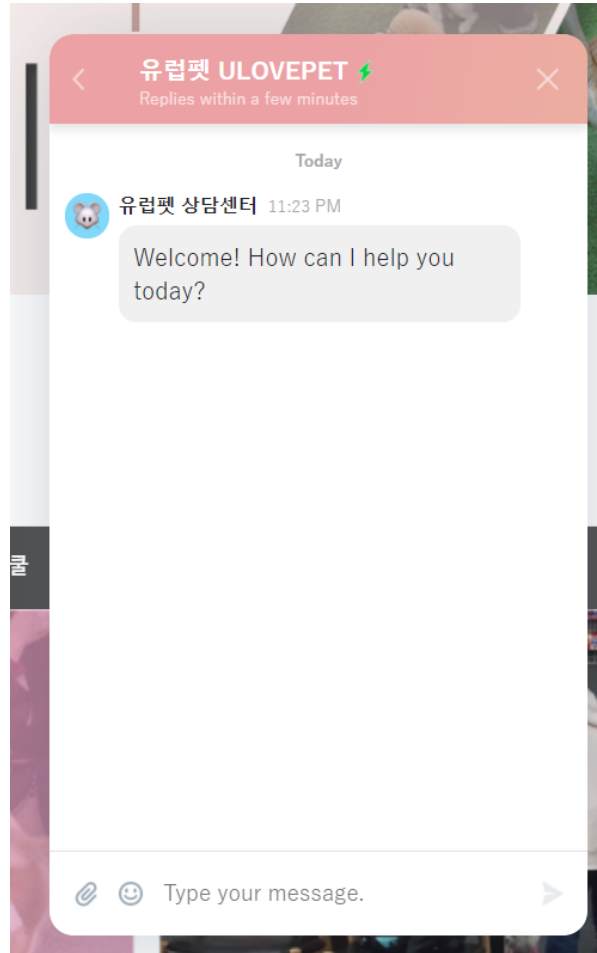 유럽펫 ULOVEPET
Replies within a few minutes
Today
유럽펫 상담센터 11:23 PM
Welcome! How can I help you
today?
쿨
Type your message.